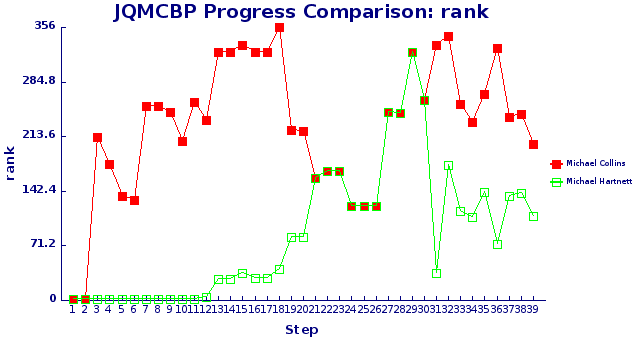 JQMCBP Progress Comparison: rank
356
284.8
213.6
142.4
71.2
0
rank
Michael Collins
Michael Hartnett
1 2 3 4 5 6 7 8 9 10 11 12 13 14 15 16 17 18 19 20 21 22 23 24 25 26 27 28 29 30 31 32 33 34 35 36 37 38 39
Step